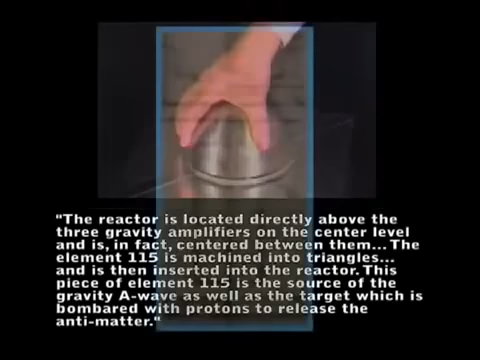 "The reactor is located directly above the
three gravity amplifiers on the center level
and is, in fact, centered between them... The
element 115 is machined into triangles...
and is then inserted into the reactor. This
piece of element 115 is the source of the
gravity A-wave as well as the target which is
bombared with protons to release the
anti-matter."